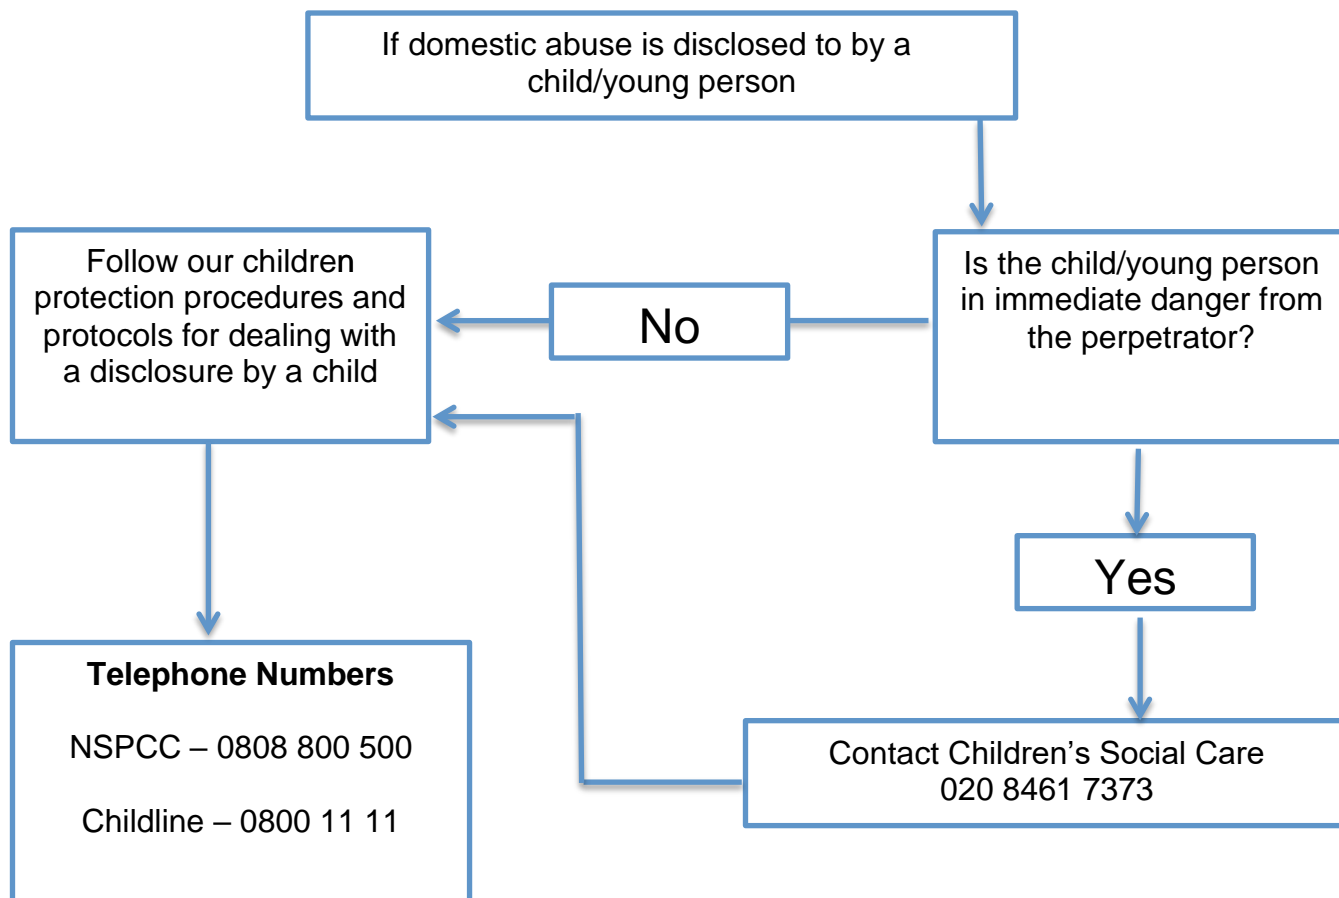 If domestic abuse is disclosed to by a
child/young person
Is the child/young person
in immediate danger from
the perpetrator?
No
Follow our children
protection procedures and
protocols for dealing with
a disclosure by a child
Yes
Contact Children’s Social Care
020 8461 7373
Telephone Numbers
NSPCC – 0808 800 500
Childline – 0800 11 11